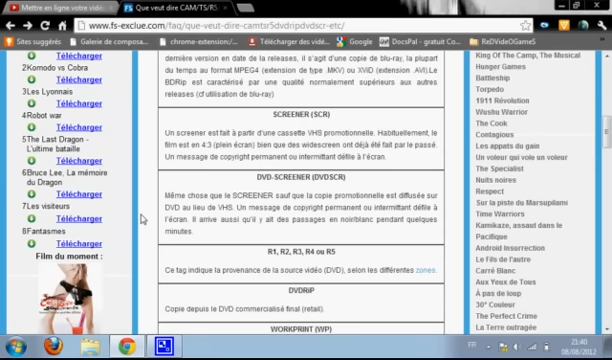 Mettre en ligne votre vidéo
Que veut dire CAM/TS/R5
www.fs-exclue.com/faq/que-veut-dire-camtsr5dvdripdvdscr-etc/
Sites suggérés
Galerie de composa...
chrome-extension:/...
Google
DocsPal - gratuit Co...
ReDVideOGameS
Télécharger
2Komodo vs Cobra
Télécharger
3Les Lyonnais
Télécharger
4Robot war
Télécharger
5The Last Dragon -
L'ultime bataille
Télécharger
6Bruce Lee, La mémoire
du Dragon
Télécharger
7Les visiteurs
Télécharger
8Fantasmes
Télécharger
Film du moment :
dernière version en date de la releases, il s'agit d'une copie de blu-ray, la plupart
du temps au format MPEG4 (extension de type .MKV) ou XViD (extension .AVI).Le
BDRip est caractérisé par une qualité normalement supérieurs aux autres
releases (cf utilisation de blu-ray)
SCREENER (SCR)
Un screener est fait à partir d'une cassette VHS promotionnelle. Habituellement, le
film est en 4:3 (plein écran) bien que des widescreen ont déjà été fait par le passé.
Un message de copyright permanent ou intermittent défile à l'écran.
DVD-SCREENER (DVDSCR)
Même chose que le SCREENER sauf que la copie promotionnelle est diffusée sur
DVD au lieu de VHS. Un message de copyright permanent ou intermittent défile à
l'écran. Il arrive aussi qu'il y ait des passages en noir/blanc pendant quelques
minutes.
R1, R2, R3, R4 ou R5
Ce tag indique la provenance de la source vidéo (DVD), selon les différentes zones.
DVDRiP
Copie depuis le DVD commercialisé final (retail).
WORKPRINT (WP)
King Of The Camp, The Musical
Hunger Games
Battleship
Torpedo
1911 Révolution
Wushu Warrior
The Cook
Contagious
Les appats du gain
Un voleur qui vole un voleur
The Specialist
Nuits noires
Respect
Sur la piste du Marsupilami
Time Warriors
Kamikaze, assaut dans le
Pacifique
Android Insurrection
Le Fils de l'autre
Carré Blanc
Aux Yeux de Tous
À pas de loup
30° Couleur
The Perfect Crime
La Terre outragée
FR
21:40
08/08/2012